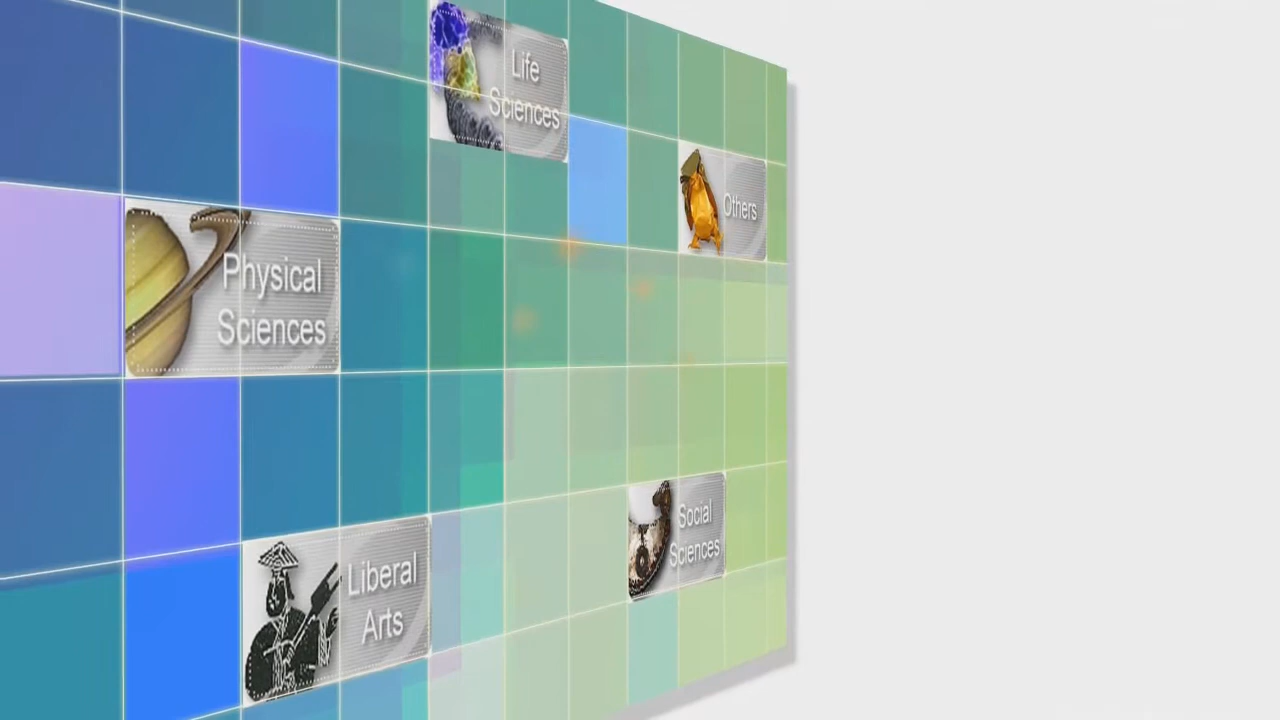 Life
Sciences
Others
Physical
Sciences
Social
Sciences
Liberal
Arts